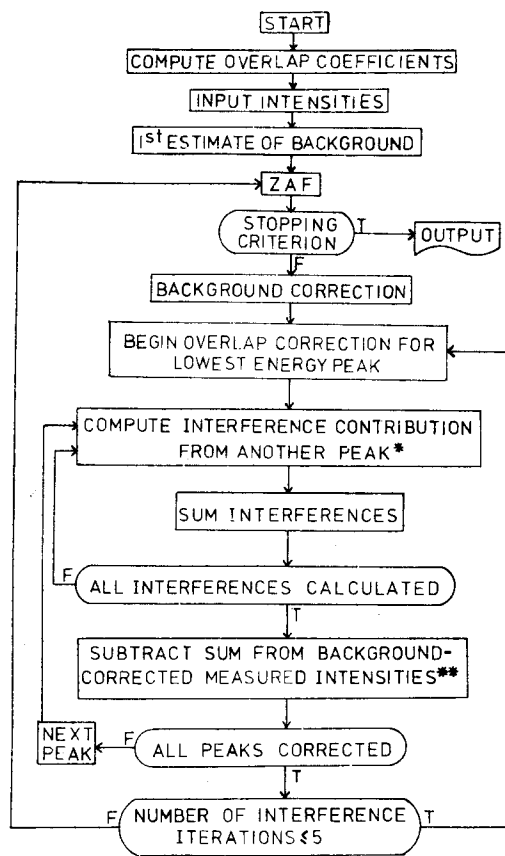 START
COMPUTE OVERLAP COEFFICIENTS
INPUT INTENSITIES
1st ESTIMATE OF BACKGROUND
ZAF
STOPPING
CRITERION
T
OUTPUT
F
BACKGROUND CORRECTION
BEGIN OVERLAP CORRECTION FOR
LOWEST ENERGY PEAK
COMPUTE INTERFERENCE CONTRIBUTION
FROM ANOTHER PEAK*
SUM INTERFERENCES
F
ALL INTERFERENCES CALCULATED
T
SUBTRACT SUM FROM BACKGROUND-
CORRECTED MEASURED INTENSITIES**
NEXT
PEAK
F
ALL PEAKS CORRECTED
T
F
NUMBER OF INTERFERENCE
ITERATIONS≤5
T